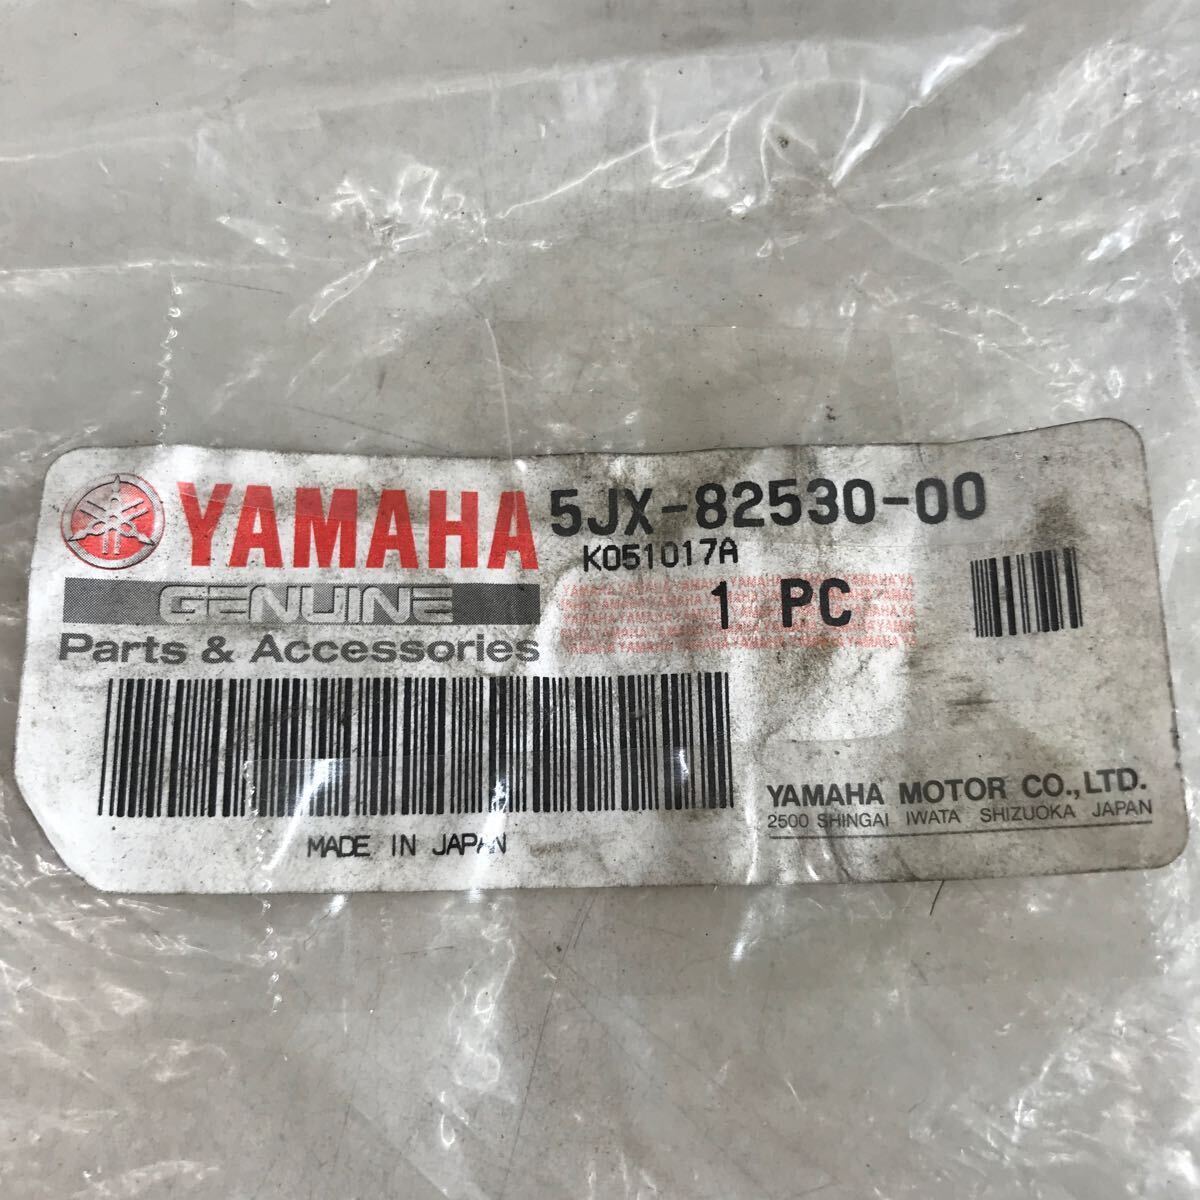 YAMAHA 5JX-82530-00
K051017A
GENUINE 1 PC
Parts & Accessories
MADE IN JAPAN
YAMAHA MOTOR CO.,LTD.
2500 SHINGAI IWATA SHIZUOKA JAPAN